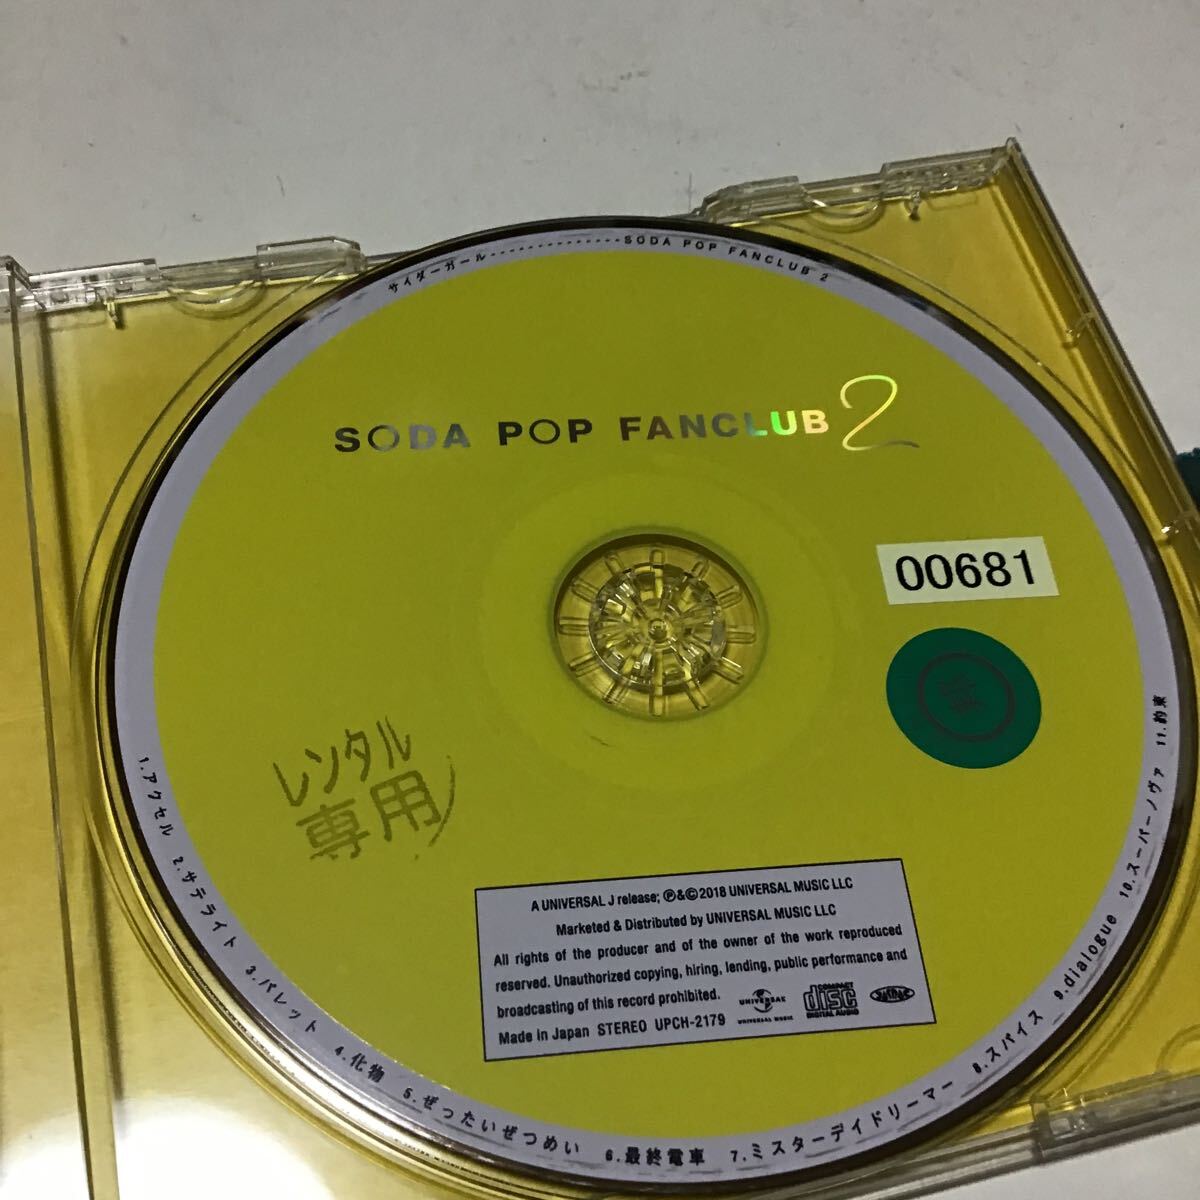 サイダーガール---------------SODA POP FANCLUB 2
SODA POP FANCLUB 2
00681
レンタル
専用
A UNIVERSAL J release; ℗&©2018 UNIVERSAL MUSIC LLC
Marketed & Distributed by UNIVERSAL MUSIC LLC
All rights of the producer and of the owner of the work reproduced
reserved. Unauthorized copying, hiring, lending, public performance and
broadcasting of this record prohibited.
Made in Japan STEREO UPCH-2179
UNIVERSAL
UNIVERSAL MUSIC
COMPACT
disc
DIGITAL AUDIO
1.アクセル 2.サテライト 3.パレット 4.化物 5.ぜったいぜつめい 6.最終電車 7.ミスターデイドリーマー 8.スパイス 9.dialogue 10.スーパーノヴァ 11.約束